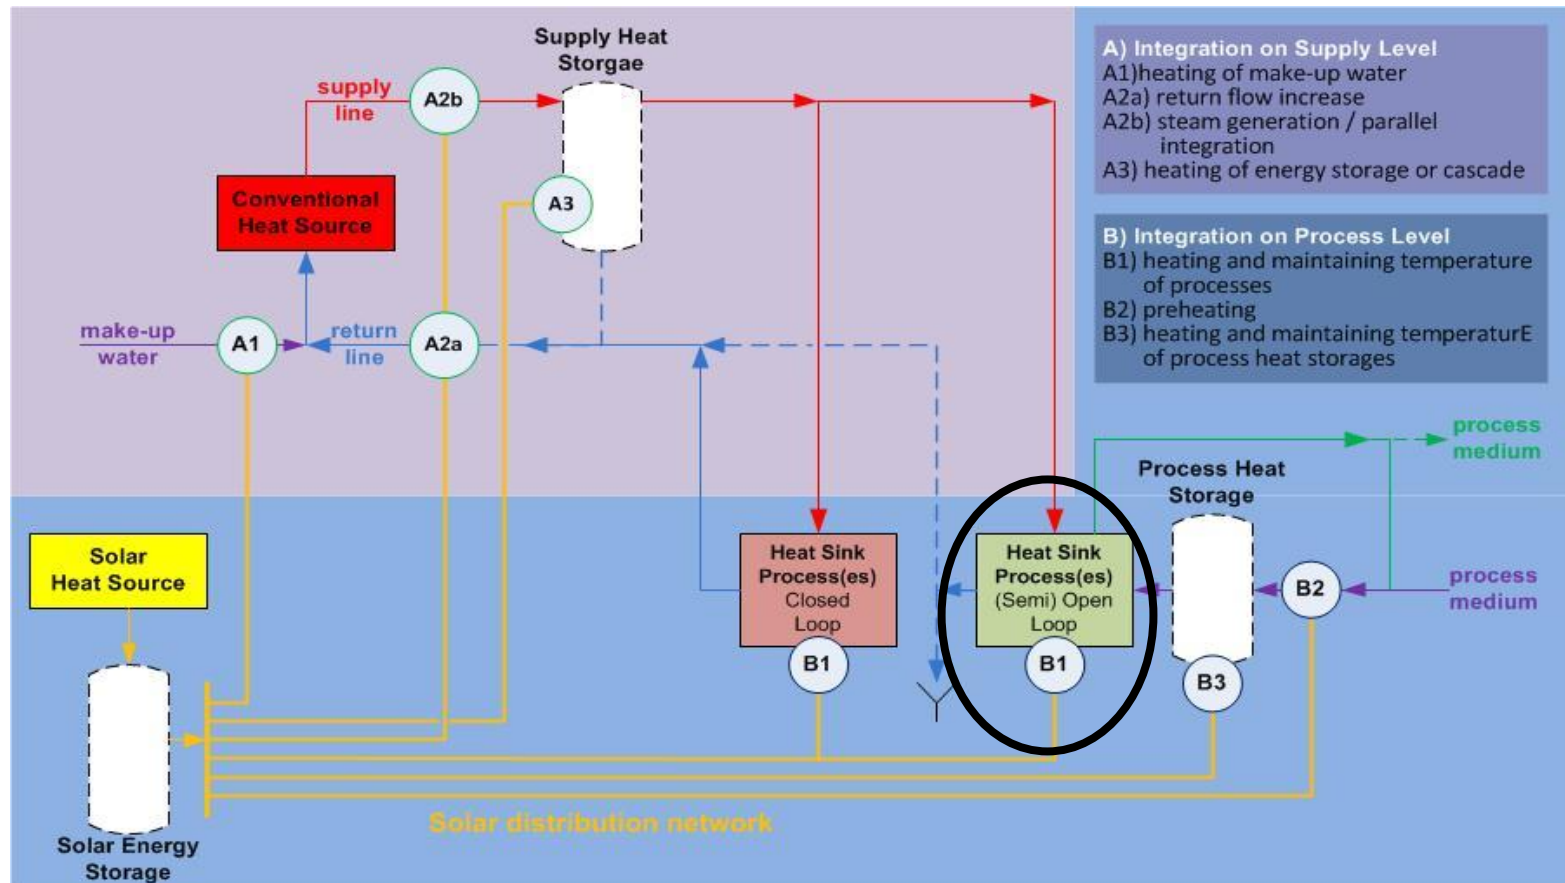 Supply Heat
Storgae
supply
line
A2b
A3
Conventional
Heat Source
make-up
water
A1
return
line
A2a
A) Integration on Supply Level
A1)heating of make-up water
A2a) return flow increase
A2b) steam generation / parallel
integration
A3) heating of energy storage or cascade
B) Integration on Process Level
B1) heating and maintaining temperature
of processes
B2) preheating
B3) heating and maintaining temperaturE
of process heat storages
process
medium
Process Heat
Storage
Solar
Heat Source
Heat Sink
Process(es)
Closed
Loop
B1
Heat Sink
Process(es)
(Semi) Open
Loop
B1
B3
B2
process
medium
Solar distribution network
Solar Energy
Storage